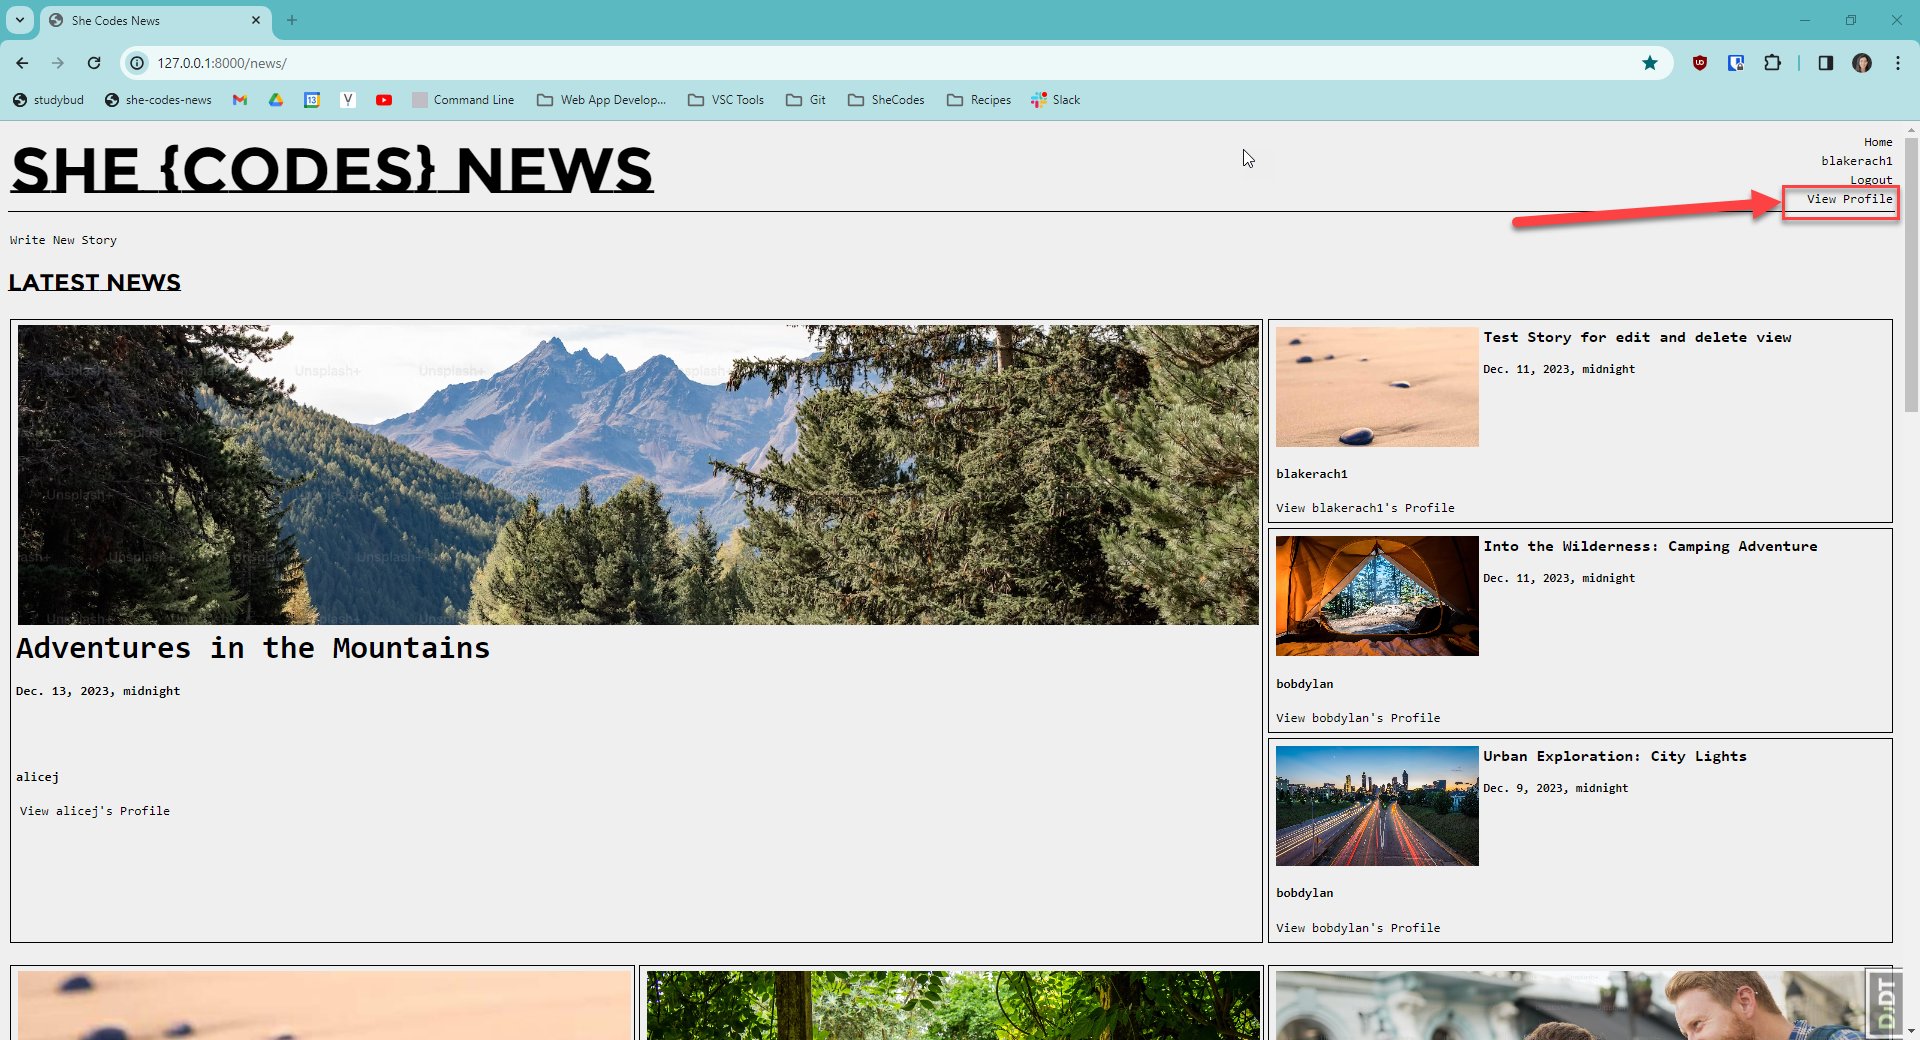 She Codes News
127.0.0.1:8000/news/
studybud
she-codes-news
13
Y
Command Line
Web App Develop...
VSC Tools
Git
SheCodes
Recipes
Slack
SHE {CODES} NEWS
Home
blakerach1
Logout
View Profile
Write New Story
LATEST NEWS
Unsplash+ Unsplash+ Unsplash+
Adventures in the Mountains
Dec. 13, 2023, midnight
alicej
View alicej's Profile
Test Story for edit and delete view
Dec. 11, 2023, midnight
blakerach1
View blakerach1's Profile
Into the Wilderness: Camping Adventure
Dec. 11, 2023, midnight
bobdylan
View bobdylan's Profile
Urban Exploration: City Lights
Dec. 9, 2023, midnight
bobdylan
View bobdylan's Profile
DJDT